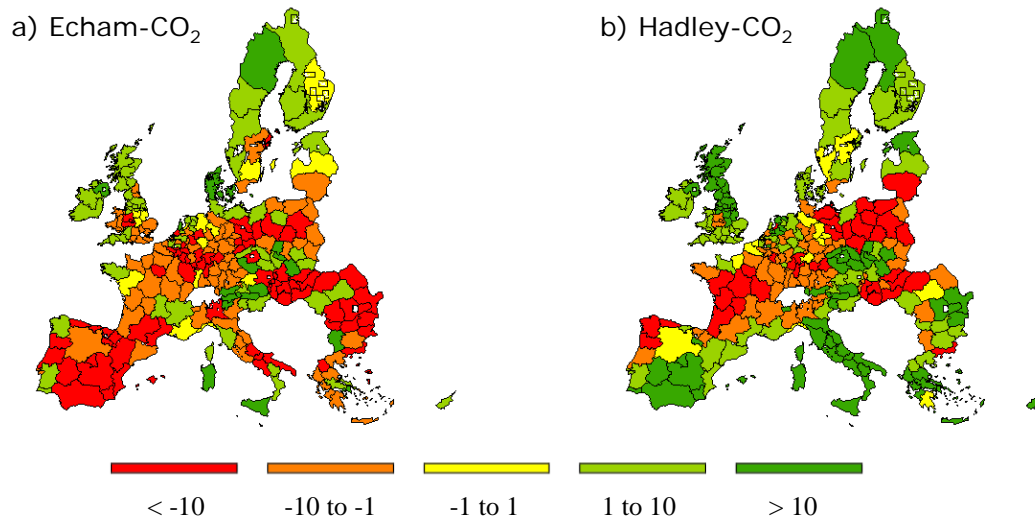 a) Echam-CO₂
b) Hadley-CO₂
< -10
-10 to -1
-1 to 1
1 to 10
> 10